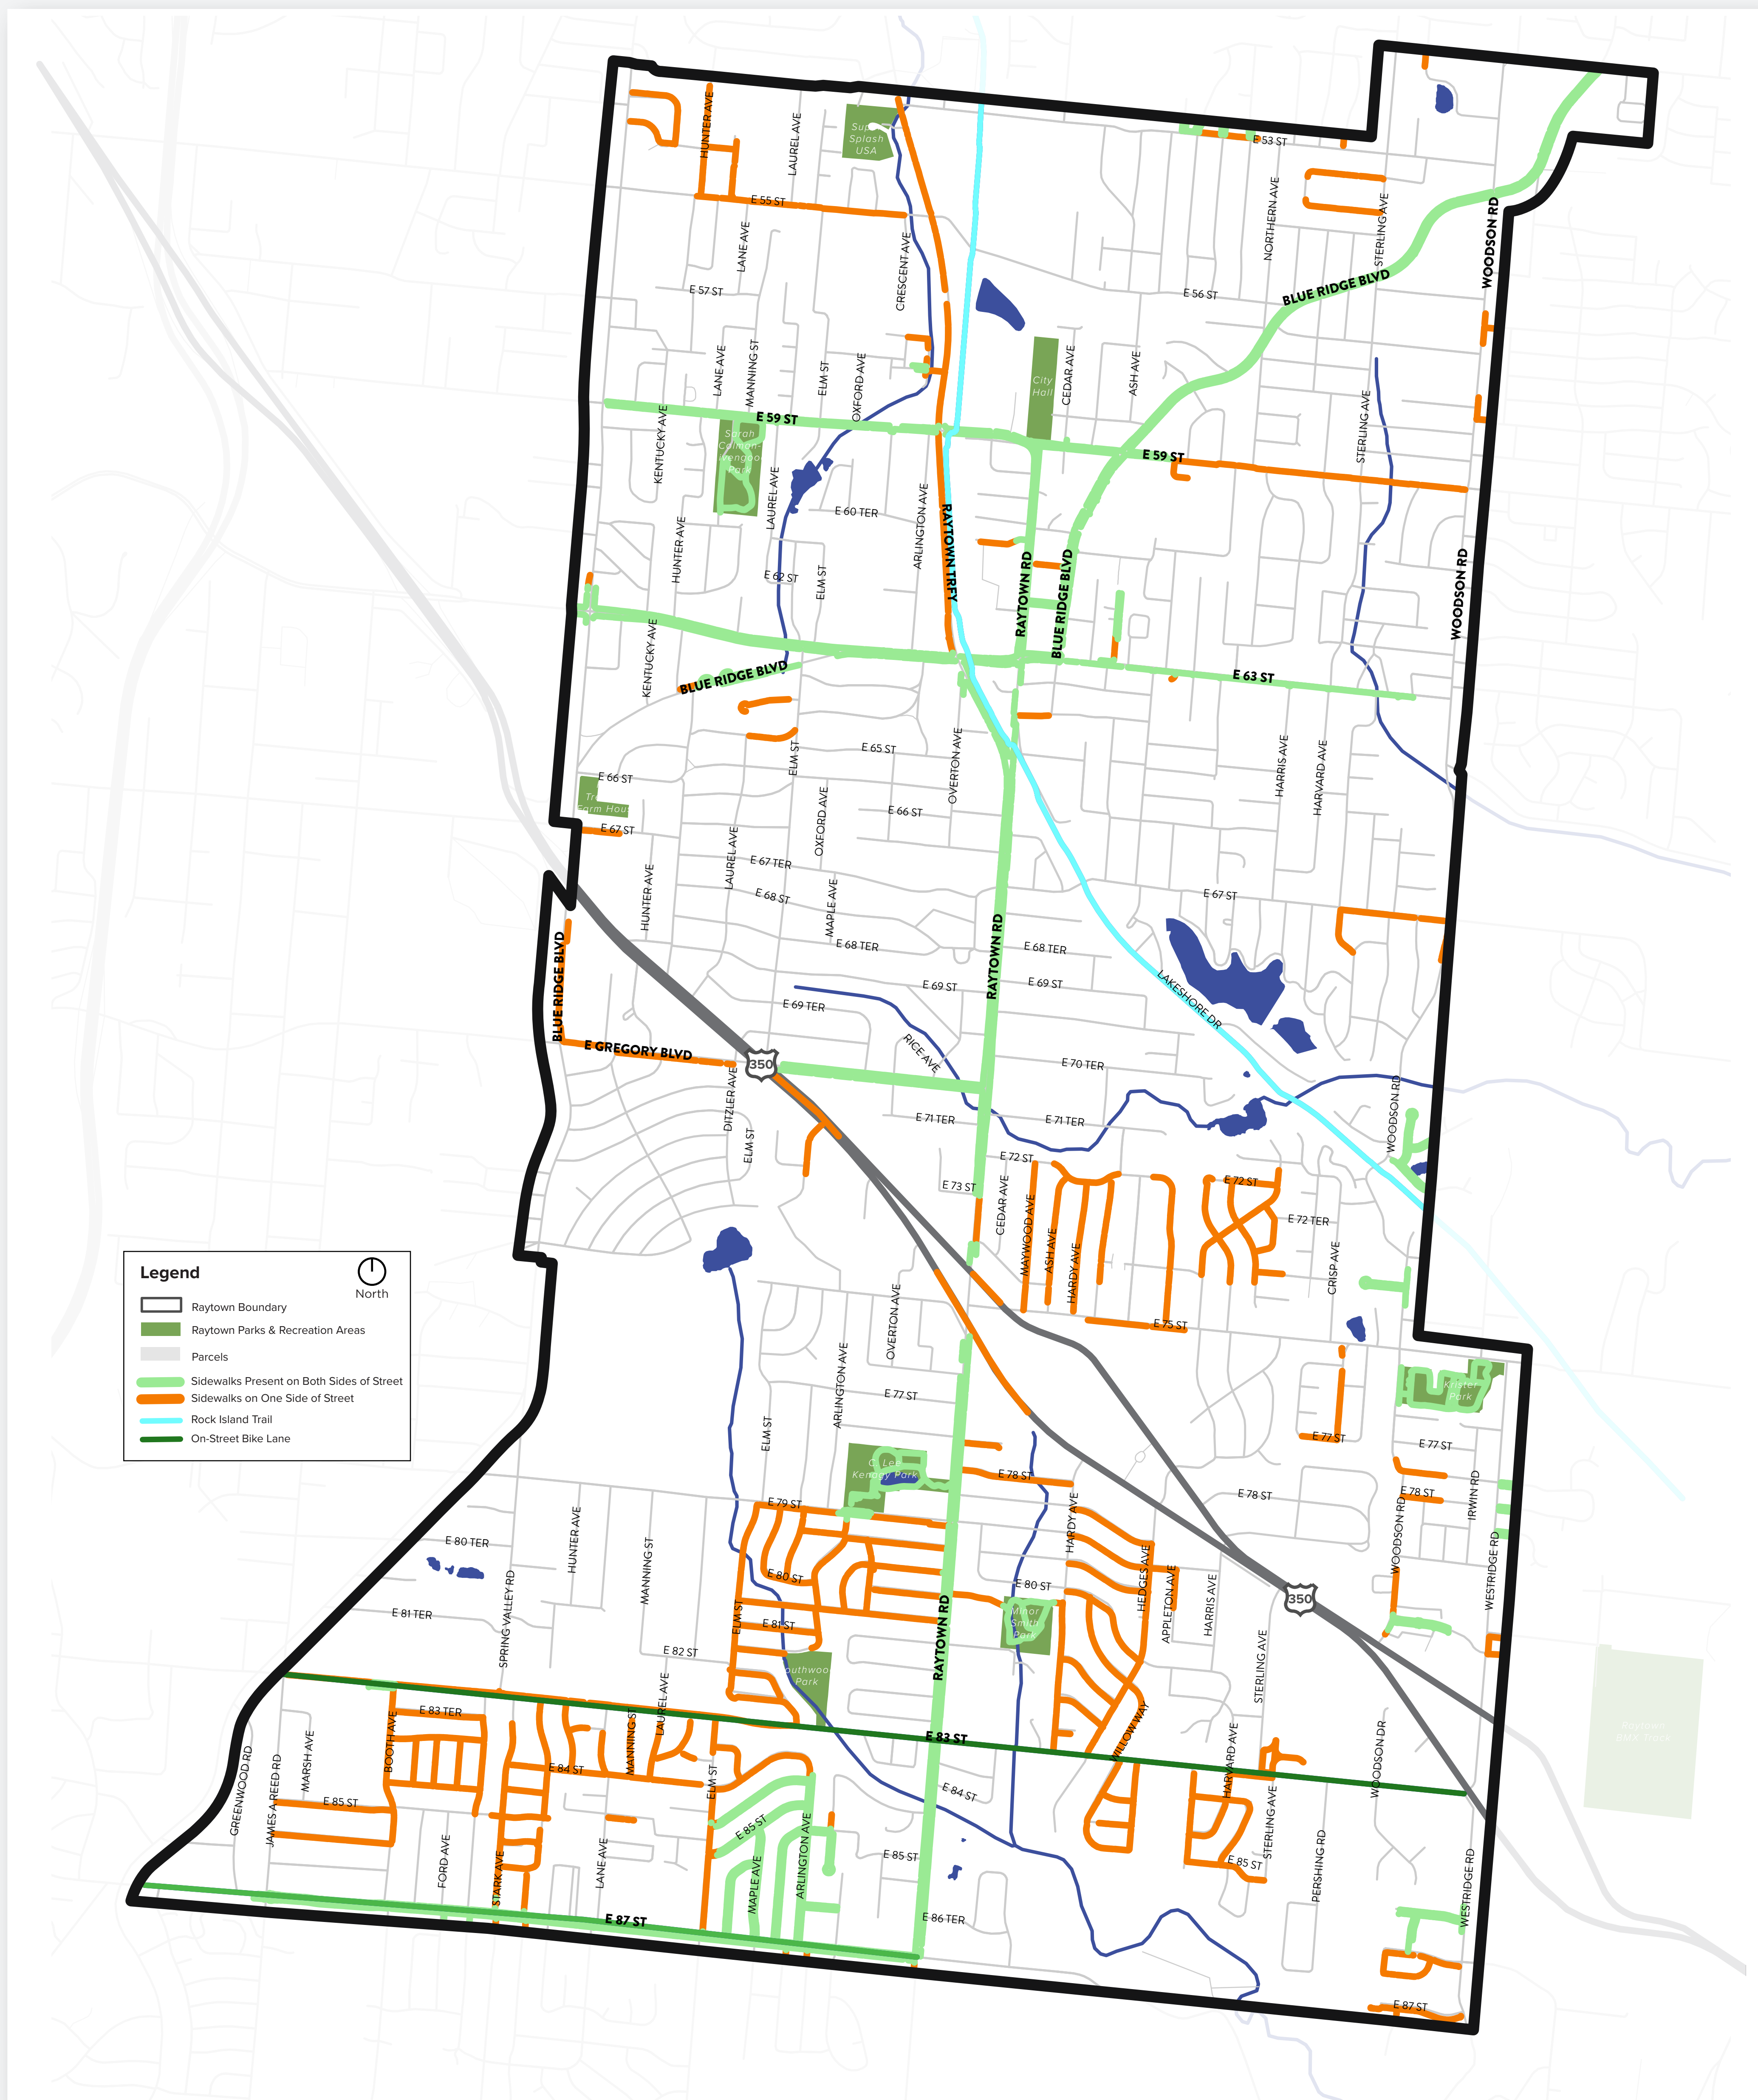 HUNTER AVE
LAUREL AVE
Splash
USA
E 53 ST
E 55 ST
LANE AVE
CRESCENT AVE
NORTHERN AVE
STERLING AVE
WOODSON RD
BLUE RIDGE BLVD
E 57 ST
E 56 ST
LANE AVE
MANNING ST
ELM ST
OXFORD AVE
City
Hall
CEDAR AVE
ASH AVE
STERLING AVE
E 59 ST
KENTUCKY AVE
Sarah
Park
E 59 ST
LAUREL AVE
E 60 TER
ARLINGTON AVE
RAYTOWN TRFY
HUNTER AVE
E 62 ST
ELM ST
RAYTOWN RD
BLUE RIDGE BLVD
WOODSON RD
KENTUCKY AVE
BLUE RIDGE BLVD
E 63 ST
E 65 ST
ELM ST
OVERTON AVE
HARRIS AVE
HARVARD AVE
E 66 ST
Farm
E 67 ST
OXFORD AVE
E 66 ST
LAUREL AVE
E 67 TER
HUNTER AVE
E 68 ST
MAPLE AVE
E 67 ST
E 68 TER
E 68 TER
BLUE RIDGE BLVD
RAYTOWN RD
E 69 ST
E 69 ST
LAKESHORE DR
E 69 TER
RICE AVE
E GREGORY BLVD
350
E 70 TER
DITZLER AVE
ELM ST
E 71 TER
E 71 TER
WOODSON RD
E 72 ST
E 73 ST
CEDAR AVE
MAYWOOD AVE
ASH AVE
HARDY AVE
E 72 ST
E 72 TER
CRISP AVE
Legend
North
Raytown Boundary
Raytown Parks & Recreation Areas
Parcels
Sidewalks Present on Both Sides of Street
Sidewalks on One Side of Street
Rock Island Trail
On-Street Bike Lane
OVERTON AVE
E 75 ST
ARLINGTON AVE
E 77 ST
ELM ST
Park
E 77 ST
E 77 ST
C. Lee
Park
E 78 ST
E 78 ST
E 78 ST
IRWIN RD
E 79 ST
HARDY AVE
WOODSON RD
HUNTER AVE
MANNING ST
E 80 TER
WESTRIDGE RD
E 80 ST
E 80 ST
HEDGES AVE
APPLETON AVE
HARRIS AVE
350
SPRING VALLEY RD
E 81 TER
ELM ST
E 81 ST
RAYTOWN RD
Minor
Smith
Park
E 82 ST
STERLING AVE
Park
LAUREL AVE
E 83 TER
BOOTH AVE
MANNING ST
E 83 ST
WILLOW WAY
HARVARD AVE
WOODSON DR
GREENWOOD RD
JAMES A REED RD
MARSH AVE
E 84 ST
ELM ST
E 84 ST
STERLING AVE
E 85 ST
E 85 ST
E 85 ST
E 85 ST
FORD AVE
STARK AVE
LANE AVE
MAPLE AVE
ARLINGTON AVE
PERSHING RD
WESTRIDGE RD
E 86 TER
E 87 ST
E 87 ST